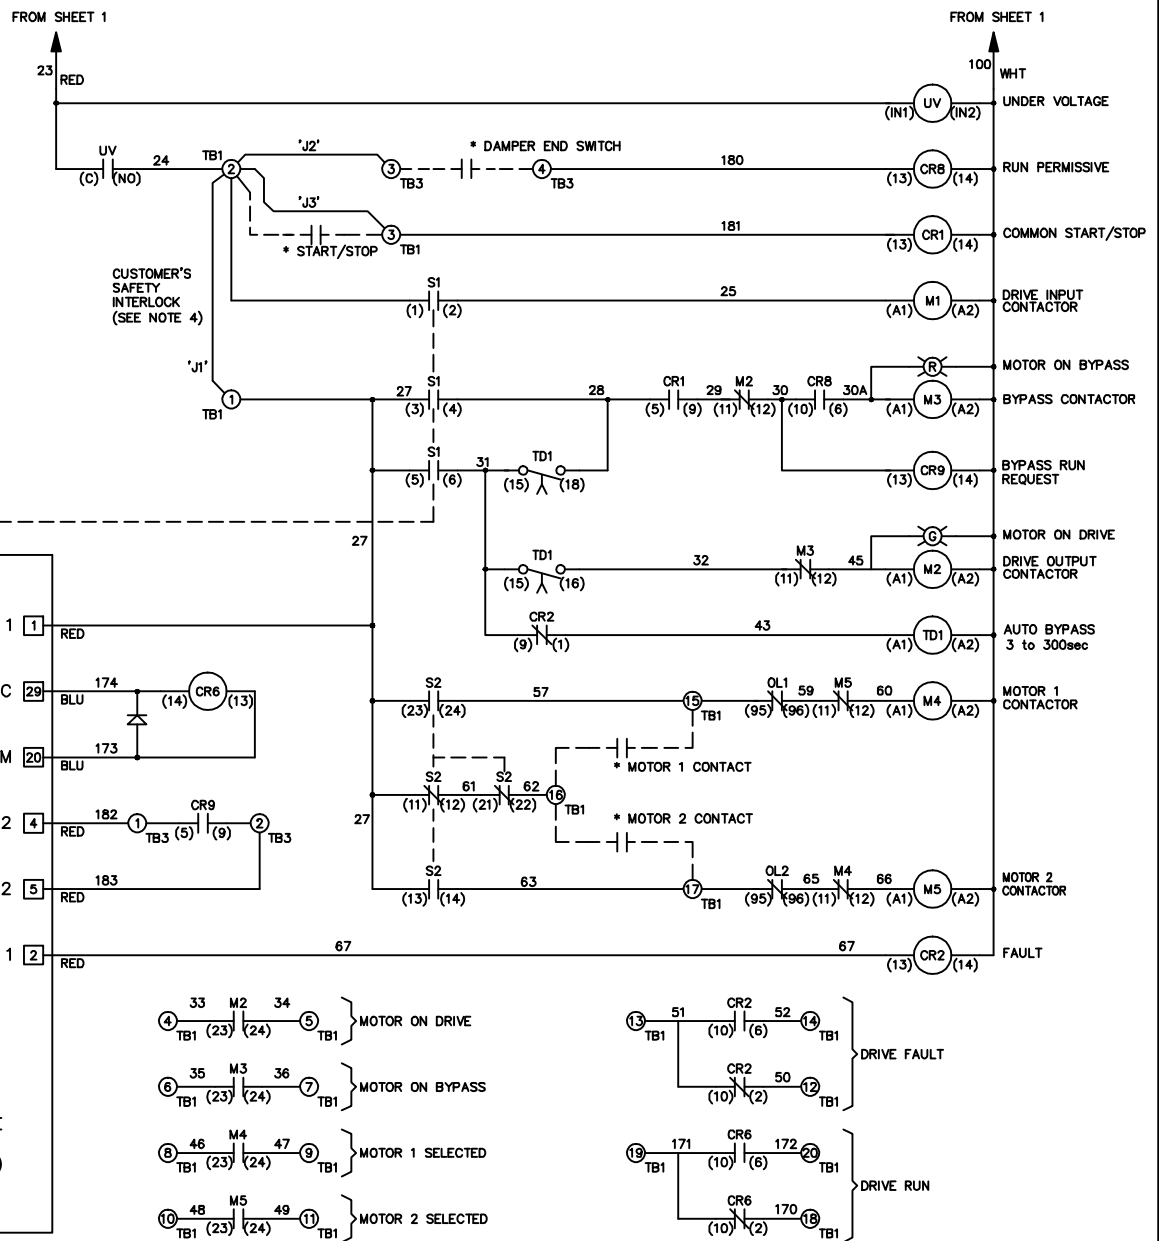 FROM SHEET 1 FROM SHEET 1
23 RED 100 WHT
(IN1) UV (IN2) UNDER VOLTAGE
UV
(C) (NO) 24 TB1 2 'J2' 3 TB3 * DAMPER END SWITCH 4 TB3 180 (13) CR8 (14) RUN PERMISSIVE
'J3'
* START/STOP 3 TB1 181 (13) CR1 (14) COMMON START/STOP
CUSTOMER'S
SAFETY
INTERLOCK
(SEE NOTE 4)
S1 (1) (2) 25 (A1) M1 (A2) DRIVE INPUT
CONTACTOR
R MOTOR ON BYPASS
'J1' TB1 1 27 S1 (3) (4) 28 CR1 (5) (9) 29 M2 (11) (12) 30 CR8 (10) (6) 30A (A1) M3 (A2) BYPASS CONTACTOR
S1 (5) (6) 31 TD1 (15) (18) (13) CR9 (14) BYPASS RUN
REQUEST
27
G MOTOR ON DRIVE
TD1 (15) (16) 32 M3 (11) (12) 45 (A1) M2 (A2) DRIVE OUTPUT
CONTACTOR
1 1 RED CR2 (9) (1) 43 (A1) TD1 (A2) AUTO BYPASS
3 to 300sec
C 29 BLU 174 (14) CR6 (13) S2 (23) (24) 57 15 TB1 OL1 (95) (96) 59 M5 (11) (12) 60 (A1) M4 (A2) MOTOR 1
CONTACTOR
M 20 BLU 173 * MOTOR 1 CONTACT
S2 (11) (12) 61 S2 (21) (22) 62 16 TB1
2 4 RED 182 1 TB3 CR9 (5) (9) 2 TB3 27 * MOTOR 2 CONTACT
2 5 RED 183 S2 (13) (14) 63 17 TB1 OL2 (95) (96) 65 M4 (11) (12) 66 (A1) M5 (A2) MOTOR 2
CONTACTOR
1 2 RED 67 67 (13) CR2 (14) FAULT
4 TB1 33 M2 (23) (24) 34 5 TB1 MOTOR ON DRIVE
13 TB1 51 CR2 (10) (6) 52 14 TB1
DRIVE FAULT
6 TB1 35 M3 (23) (24) 36 7 TB1 MOTOR ON BYPASS
CR2 (10) (2) 50 12 TB1
8 TB1 46 M4 (23) (24) 47 9 TB1 MOTOR 1 SELECTED
19 TB1 171 CR6 (10) (6) 172 20 TB1
DRIVE RUN
10 TB1 48 M5 (23) (24) 49 11 TB1 MOTOR 2 SELECTED
CR6 (10) (2) 170 18 TB1